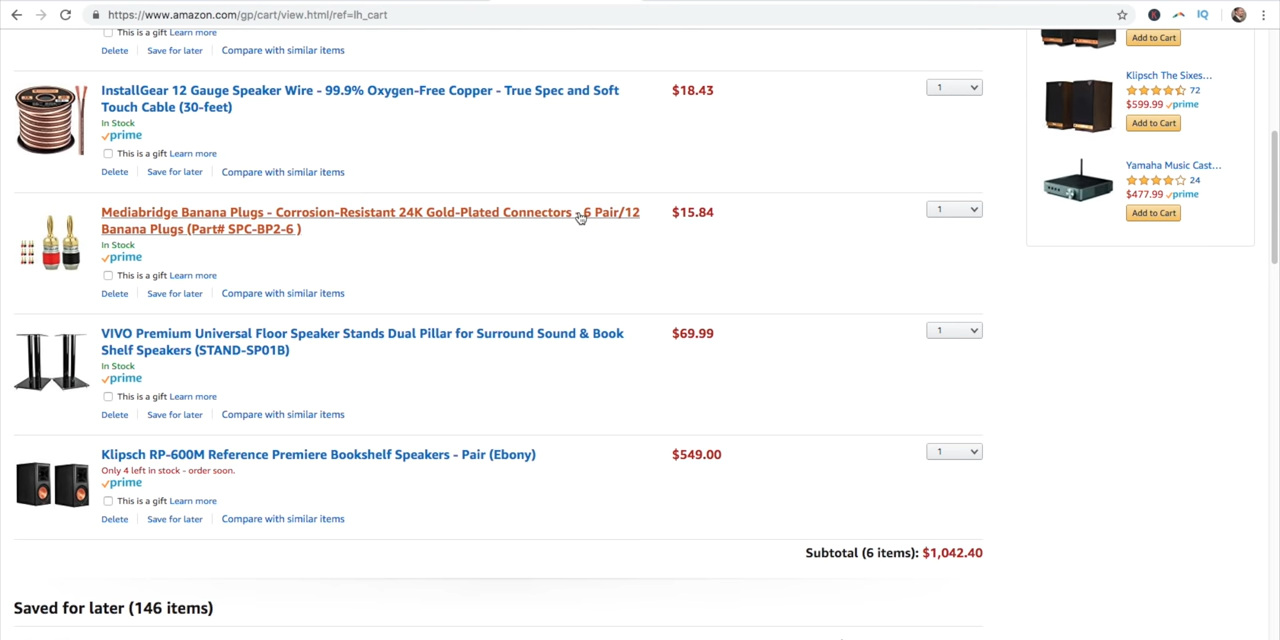 https://www.amazon.com/gp/cart/view.html/ref=lh_cart
IQ
This is a gift Learn more
Delete
Save for later
Compare with similar items
InstallGear 12 Gauge Speaker Wire - 99.9% Oxygen-Free Copper - True Spec and Soft
Touch Cable (30-feet)
In Stock
prime
This is a gift Learn more
Delete
Save for later
Compare with similar items
$18.43
1
Mediabridge Banana Plugs - Corrosion-Resistant 24K Gold-Plated Connectors - 6 Pair/12
Banana Plugs (Part# SPC-BP2-6 )
In Stock
prime
This is a gift Learn more
Delete
Save for later
Compare with similar items
$15.84
1
VIVO Premium Universal Floor Speaker Stands Dual Pillar for Surround Sound & Book
Shelf Speakers (STAND-SP01B)
In Stock
prime
This is a gift Learn more
Delete
Save for later
Compare with similar items
$69.99
1
Klipsch RP-600M Reference Premiere Bookshelf Speakers - Pair (Ebony)
Only 4 left in stock - order soon.
prime
This is a gift Learn more
Delete
Save for later
Compare with similar items
$549.00
1
Subtotal (6 items): $1,042.40
Saved for later (146 items)
Add to Cart
Klipsch The Sixes...
72
$599.99 prime
Add to Cart
Yamaha Music Cast...
24
$477.99 prime
Add to Cart